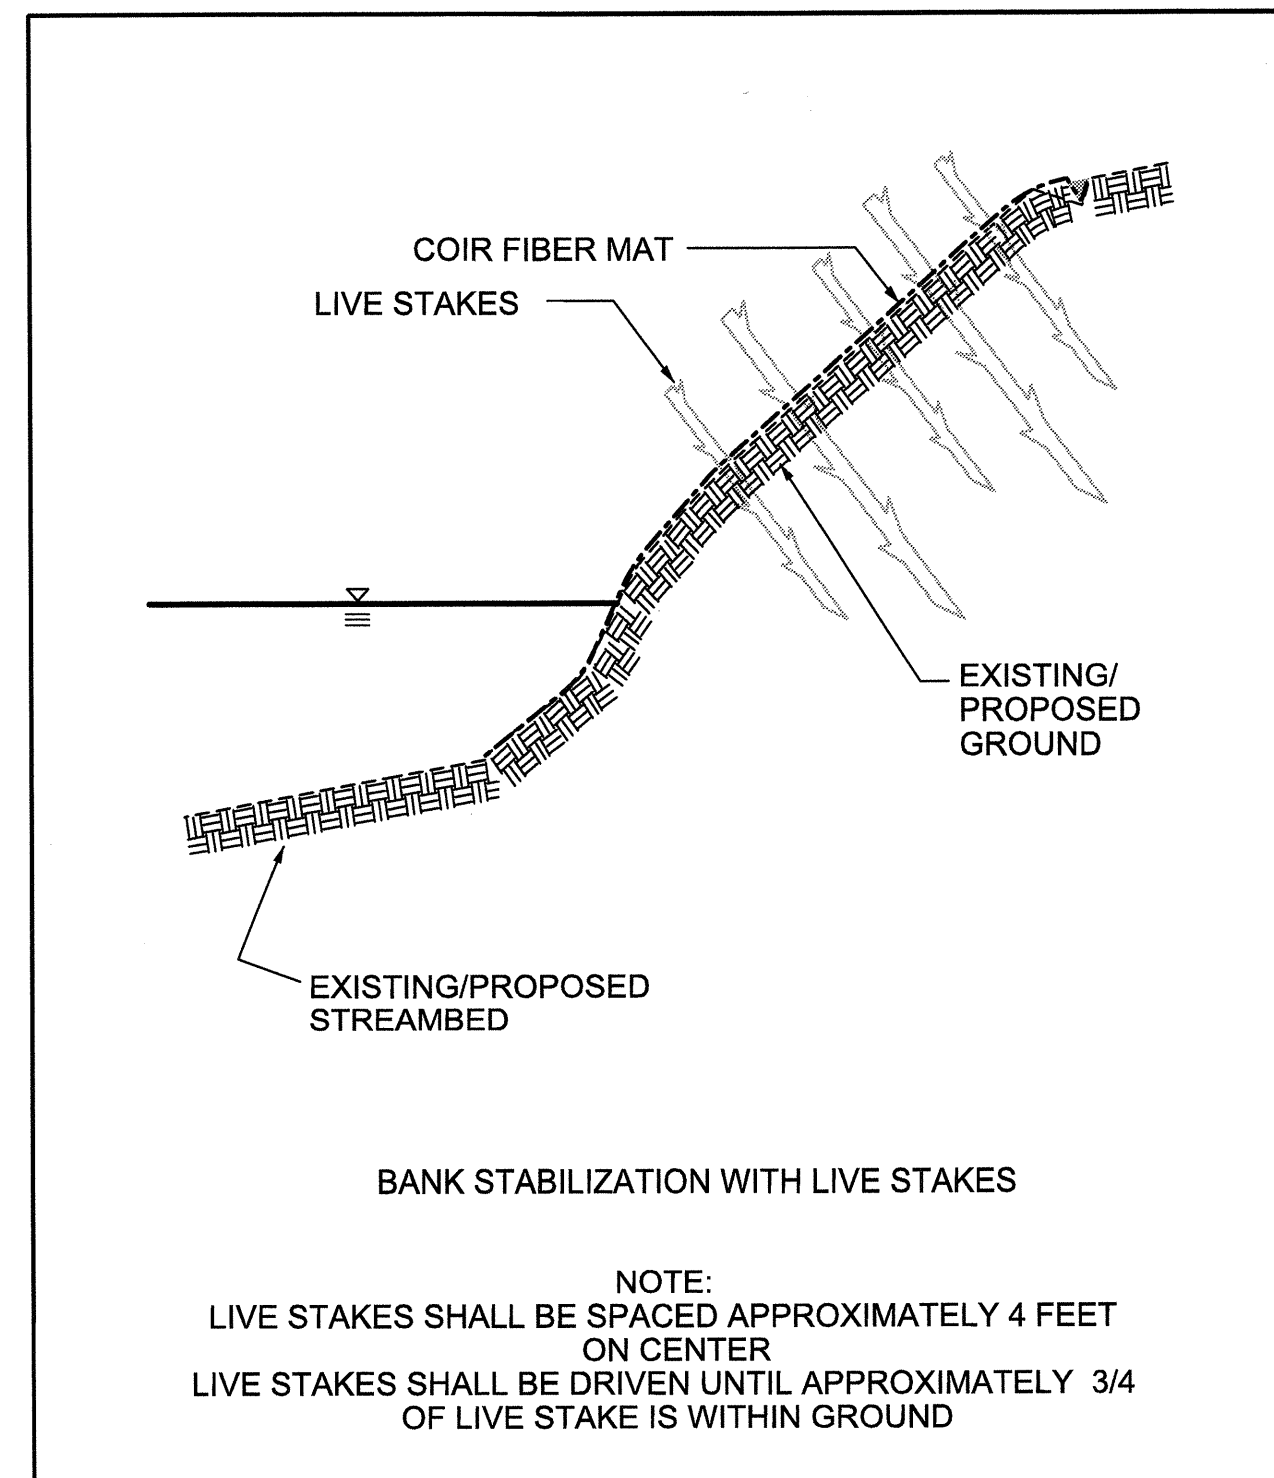 COIR FIBER MAT
LIVE STAKES
EXISTING/
PROPOSED
GROUND
EXISTING/PROPOSED
STREAMBED
BANK STABILIZATION WITH LIVE STAKES
NOTE:
LIVE STAKES SHALL BE SPACED APPROXIMATELY 4 FEET
ON CENTER
LIVE STAKES SHALL BE DRIVEN UNTIL APPROXIMATELY 3/4
OF LIVE STAKE IS WITHIN GROUND